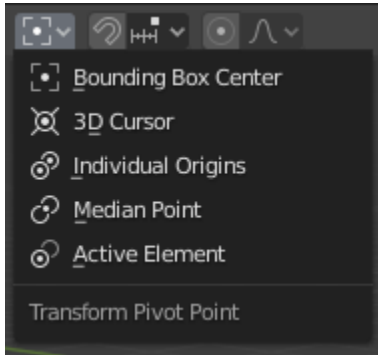 Bounding Box Center
3D Cursor
Individual Origins
Median Point
Active Element
Transform Pivot Point